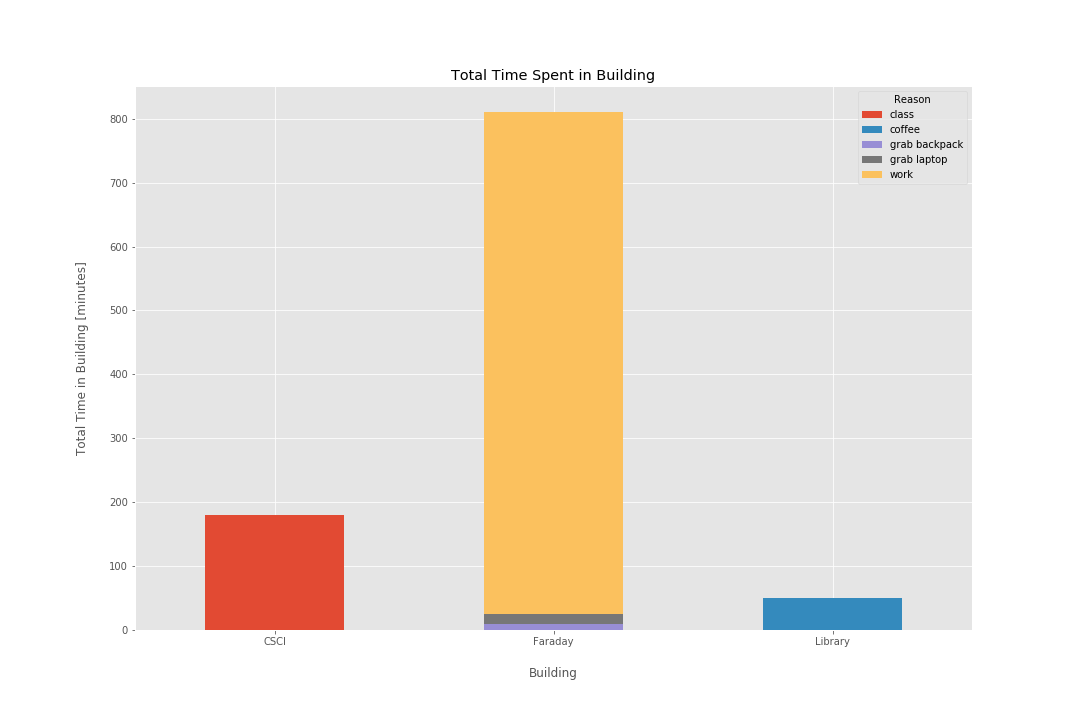 Total Time Spent in Building
Reason
class
coffee
grab backpack
grab laptop
work
Total Time in Building [minutes]
800
700
600
500
400
300
200
100
0
CSCI Faraday Library
Building